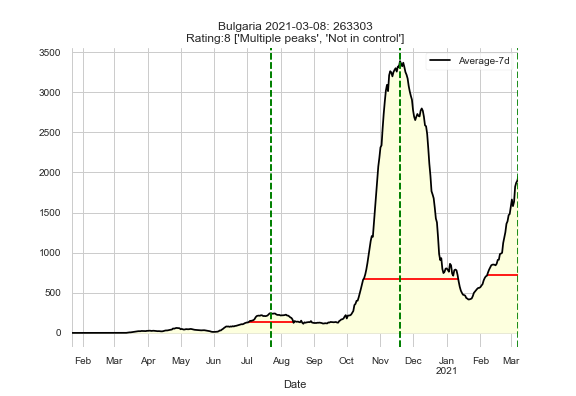 Bulgaria 2021-03-08: 263303
Rating:8 ['Multiple peaks', 'Not in control']
Average-7d
3500
3000
2500
2000
1500
1000
500
0
Feb Mar Apr May Jun Jul Aug Sep Oct Nov Dec Jan Feb Mar
2021
Date